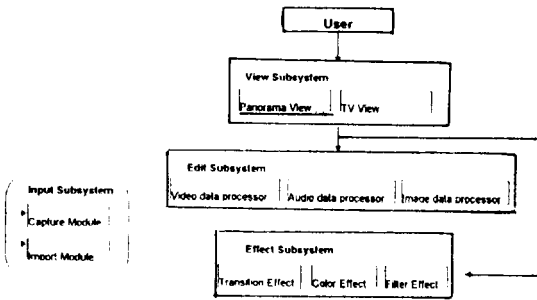 User
View Subsystem
Panorama View
TV View
Edit Subsystem
Video data processor
Audio data processor
Image data processor
Input Subsystem
Capture Module
Import Module
Effect Subsystem
Transition Effect
Color Effect
Filter Effect